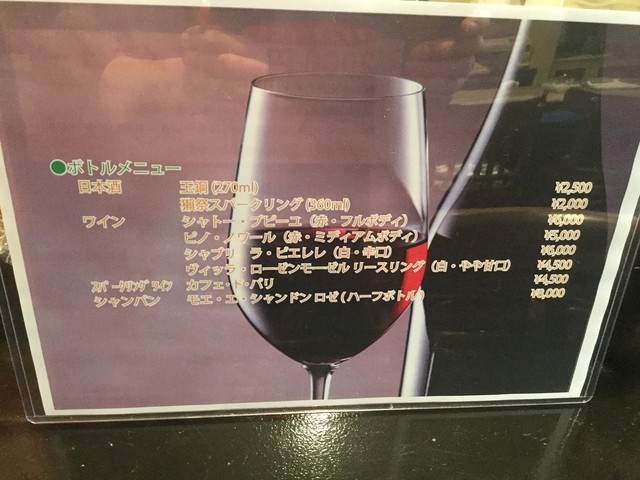 ●ボトルメニュー
日本酒 玉鋼 (270ml) ¥2,500
獺祭スパークリング (360ml) ¥2,000
ワイン シャトー・プピーユ（赤・フルボディ） ¥6,000
ピノ・ノワール（赤・ミディアムボディ） ¥5,000
シャブリ ラ・ピエレレ（白・辛口） ¥6,000
ヴィッラ・ローゼンモーゼル リースリング（白・やや甘口） ¥4,500
ｽﾊﾟｰｸﾘﾝｸﾞﾜｲﾝ カフェ・ド・パリ ¥4,500
シャンパン モエ・エ・シャンドン ロゼ (ハーフボトル) ¥8,000